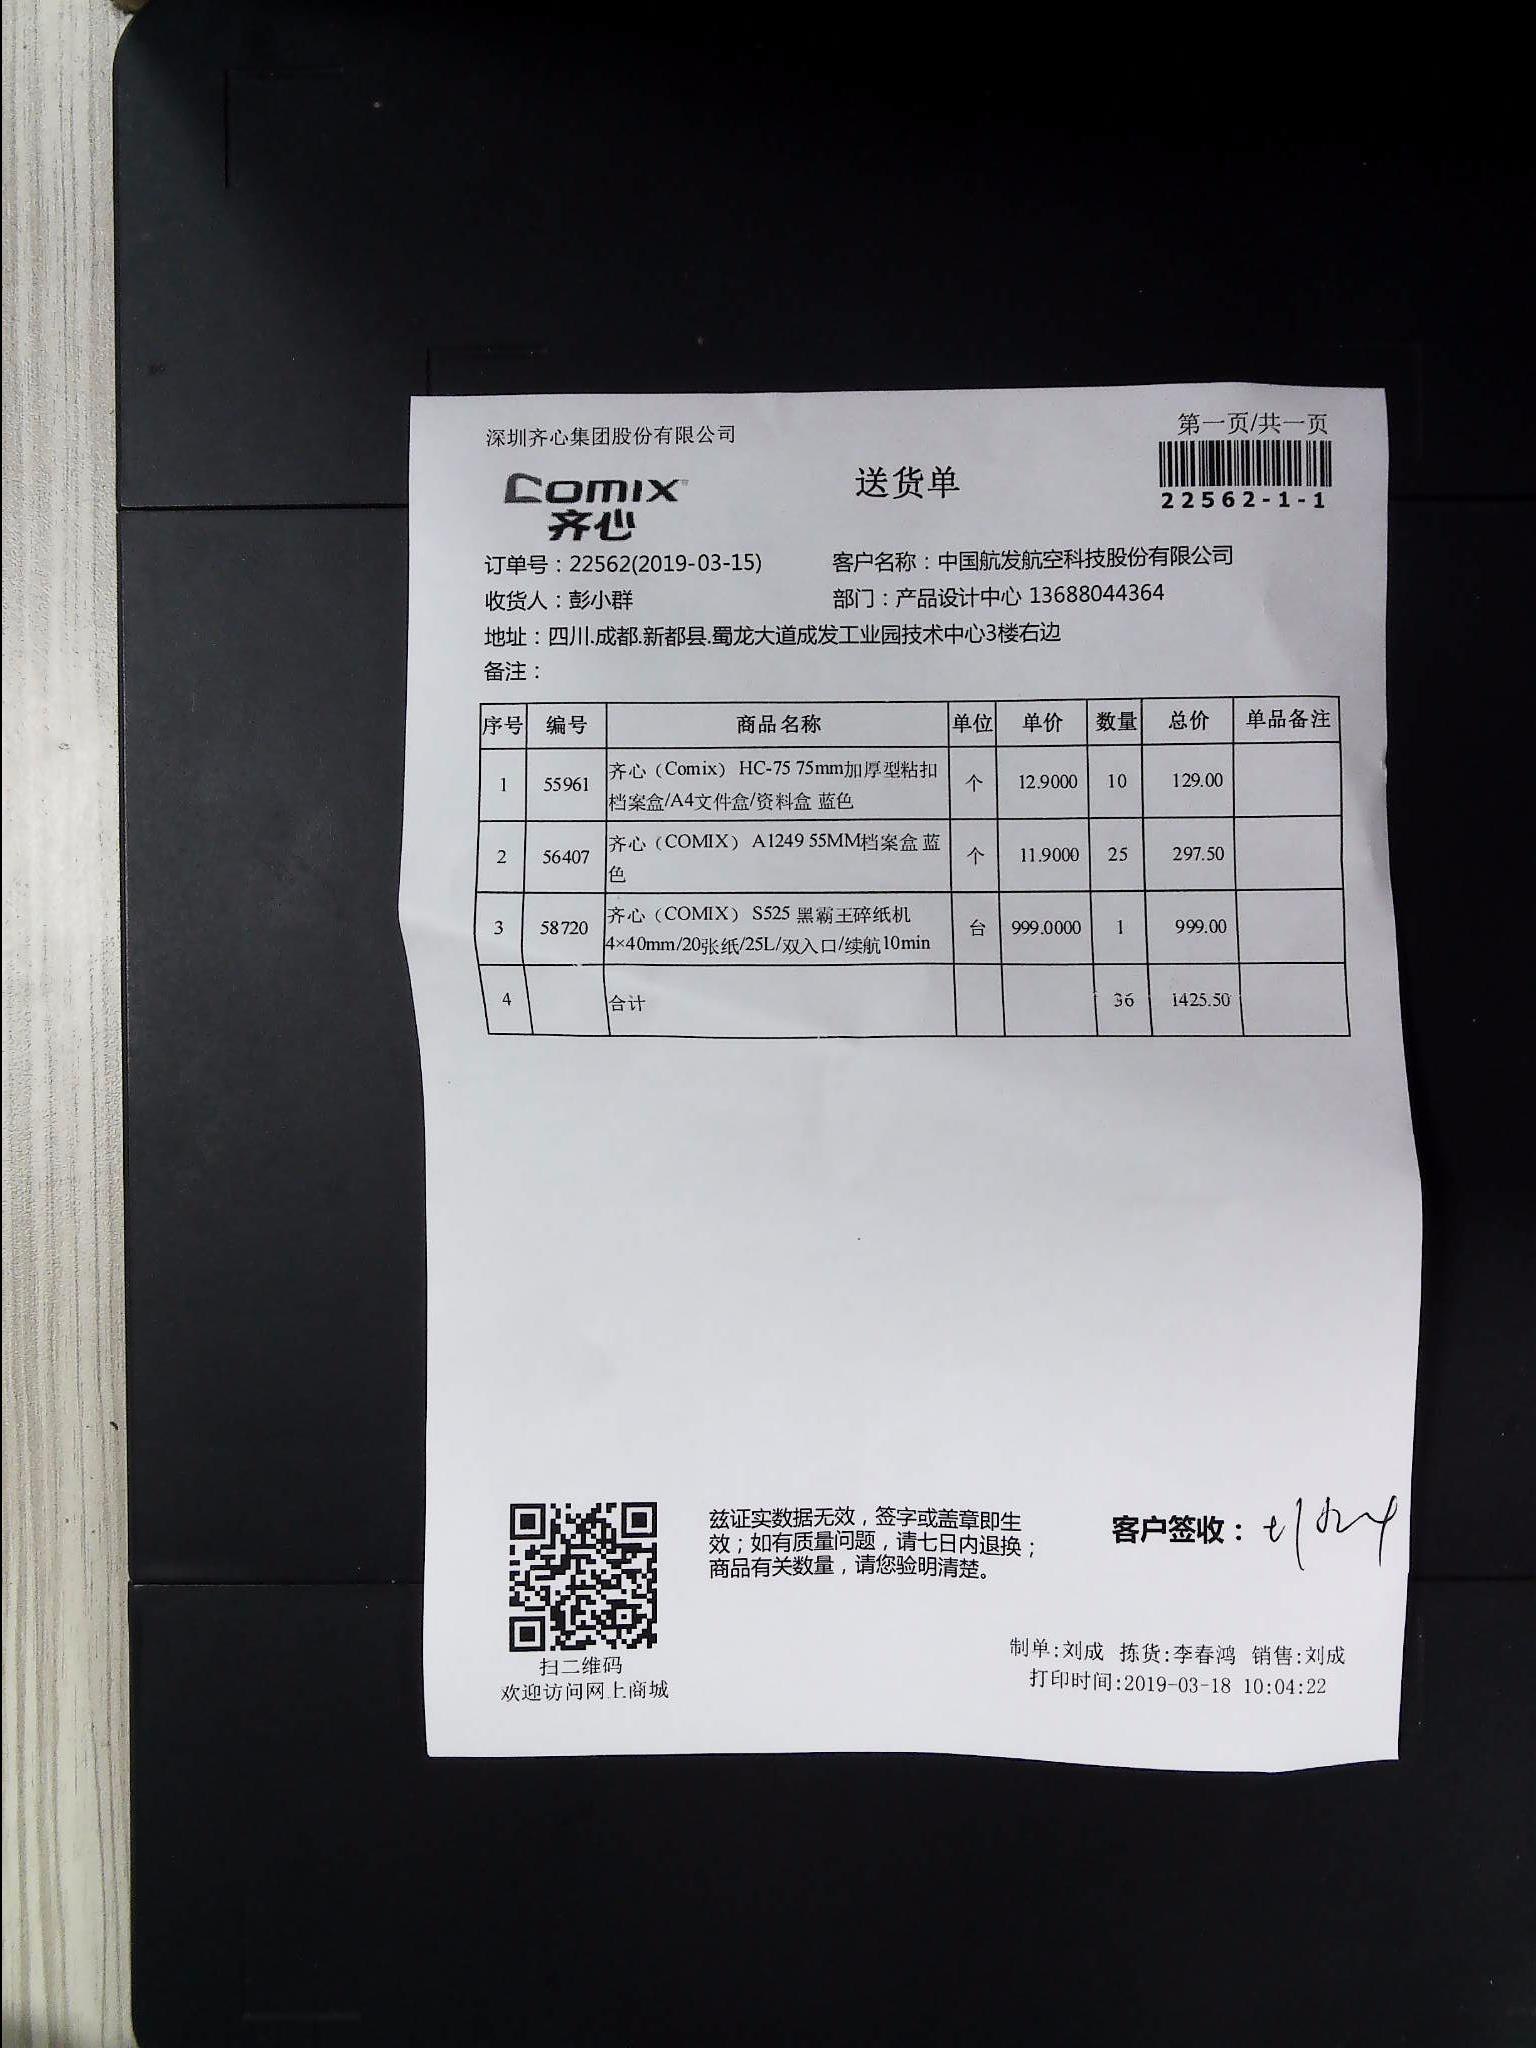 深圳齐心集团股份有限公司
第一页/共一页
COMIX
齐心
送货单
22562-1-1
订单号：22562(2019-03-15) 客户名称：中国航发航空科技股份有限公司
收货人：彭小群 部门：产品设计中心 13688044364
地址：四川.成都.新都县.蜀龙大道成发工业园技术中心3楼右边
备注：
序号 编号 商品名称 单位 单价 数量 总价 单品备注
1 55961 齐心（Comix） HC-75 75mm加厚型粘扣 个 12.9000 10 129.00
档案盒/A4文件盒/资料盒 蓝色
2 56407 齐心（COMIX） A1249 55MM档案盒 蓝 个 11.9000 25 297.50
色
3 58720 齐心（COMIX） S525 黑霸王碎纸机 台 999.0000 1 999.00
4×40mm/20张纸/25L/双入口/续航10min
4 合计 36 1425.50
兹证实数据无效，签字或盖章即生
效；如有质量问题，请七日内退换；
商品有关数量，请您验明清楚。
客户签收：
扫二维码
欢迎访问网上商城
制单:刘成 拣货:李春鸿 销售:刘成
打印时间:2019-03-18 10:04:22